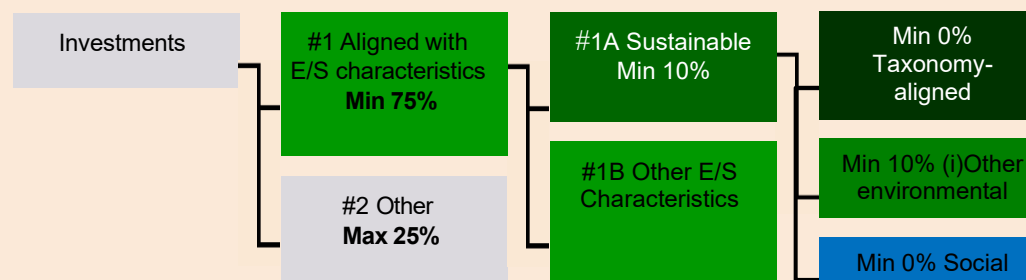 Investments
#1 Aligned with
E/S characteristics
Min 75%
#2 Other
Max 25%
#1A Sustainable
Min 10%
#1B Other E/S
Characteristics
Min 0%
Taxonomy-
aligned
Min 10% (i)Other
environmental
Min 0% Social